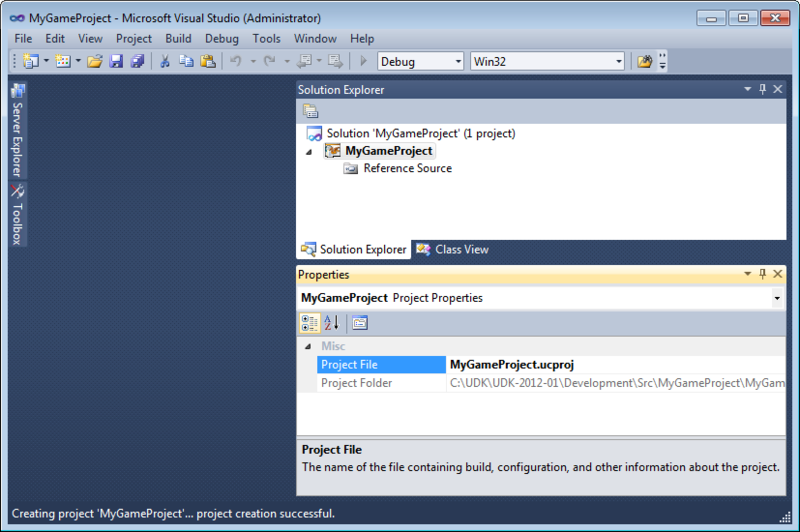 MyGameProject - Microsoft Visual Studio (Administrator)
File Edit View Project Build Debug Tools Window Help
Debug Win32
Server Explorer
Toolbox
Solution Explorer
Solution 'MyGameProject' (1 project)
MyGameProject
Reference Source
Solution Explorer Class View
Properties
MyGameProject Project Properties
Misc
Project File MyGameProject.ucproj
Project Folder C:\UDK\UDK-2012-01\Development\Src\MyGameProject\MyGam
Project File
The name of the file containing build, configuration, and other information about the project.
Creating project 'MyGameProject'... project creation successful.